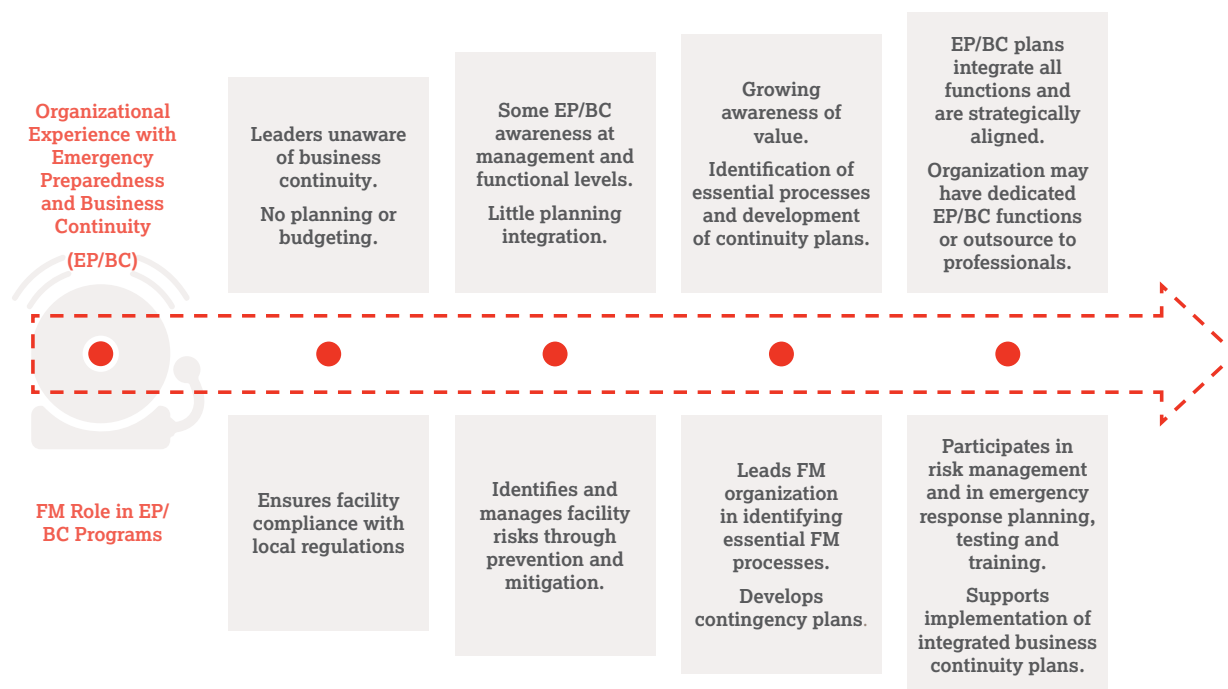 Organizational
Experience with
Emergency
Preparedness
and Business
Continuity
(EP/BC)
Leaders unaware
of business
continuity.
No planning or
budgeting.
Some EP/BC
awareness at
management and
functional levels.
Little planning
integration.
Growing
awareness of
value.
Identification of
essential processes
and development
of continuity plans.
EP/BC plans
integrate all
functions and
are strategically
aligned.
Organization may
have dedicated
EP/BC functions
or outsource to
professionals.
FM Role in EP/
BC Programs
Ensures facility
compliance with
local regulations
Identifies and
manages facility
risks through
prevention and
mitigation.
Leads FM
organization
in identifying
essential FM
processes.
Develops
contingency plans.
Participates in
risk management
and in emergency
response planning,
testing and
training.
Supports
implementation of
integrated business
continuity plans.